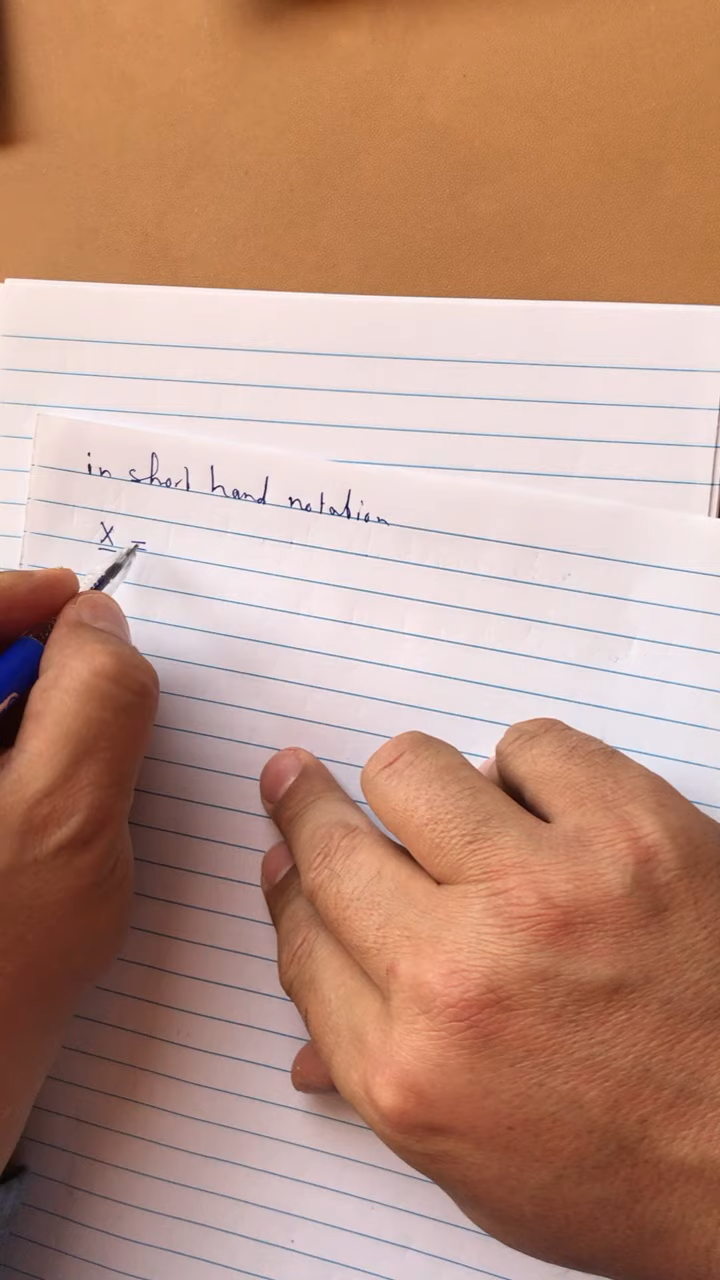 in short hand notation
X =